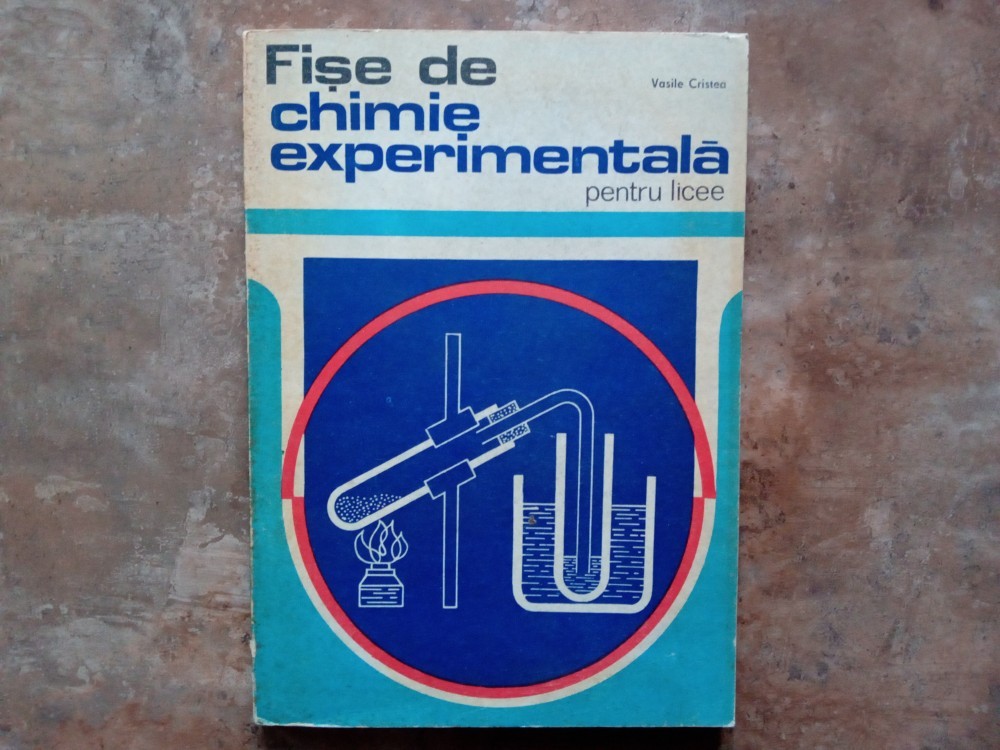 Fișe de
Vasile Cristea
chimie
experimentală
pentru licee